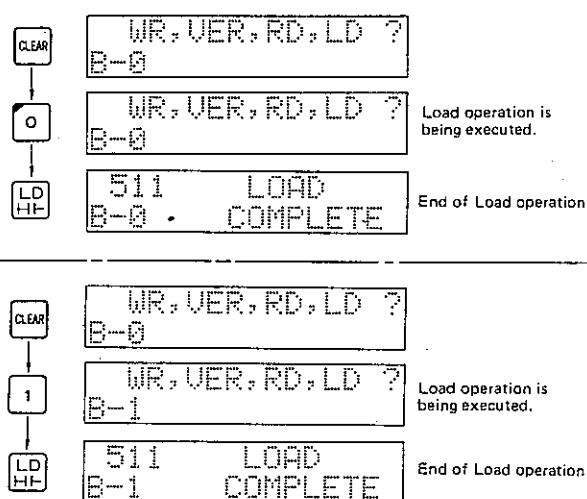 CLEAR
WR,VER,RD,LD ?
B-0
0
WR,VER,RD,LD ?
B-0
Load operation is
being executed.
LD
511 LOAD
B-0 COMPLETE
End of Load operation
CLEAR
WR,VER,RD,LD ?
B-0
1
WR,VER,RD,LD ?
B-1
Load operation is
being executed.
LD
511 LOAD
B-1 COMPLETE
End of Load operation